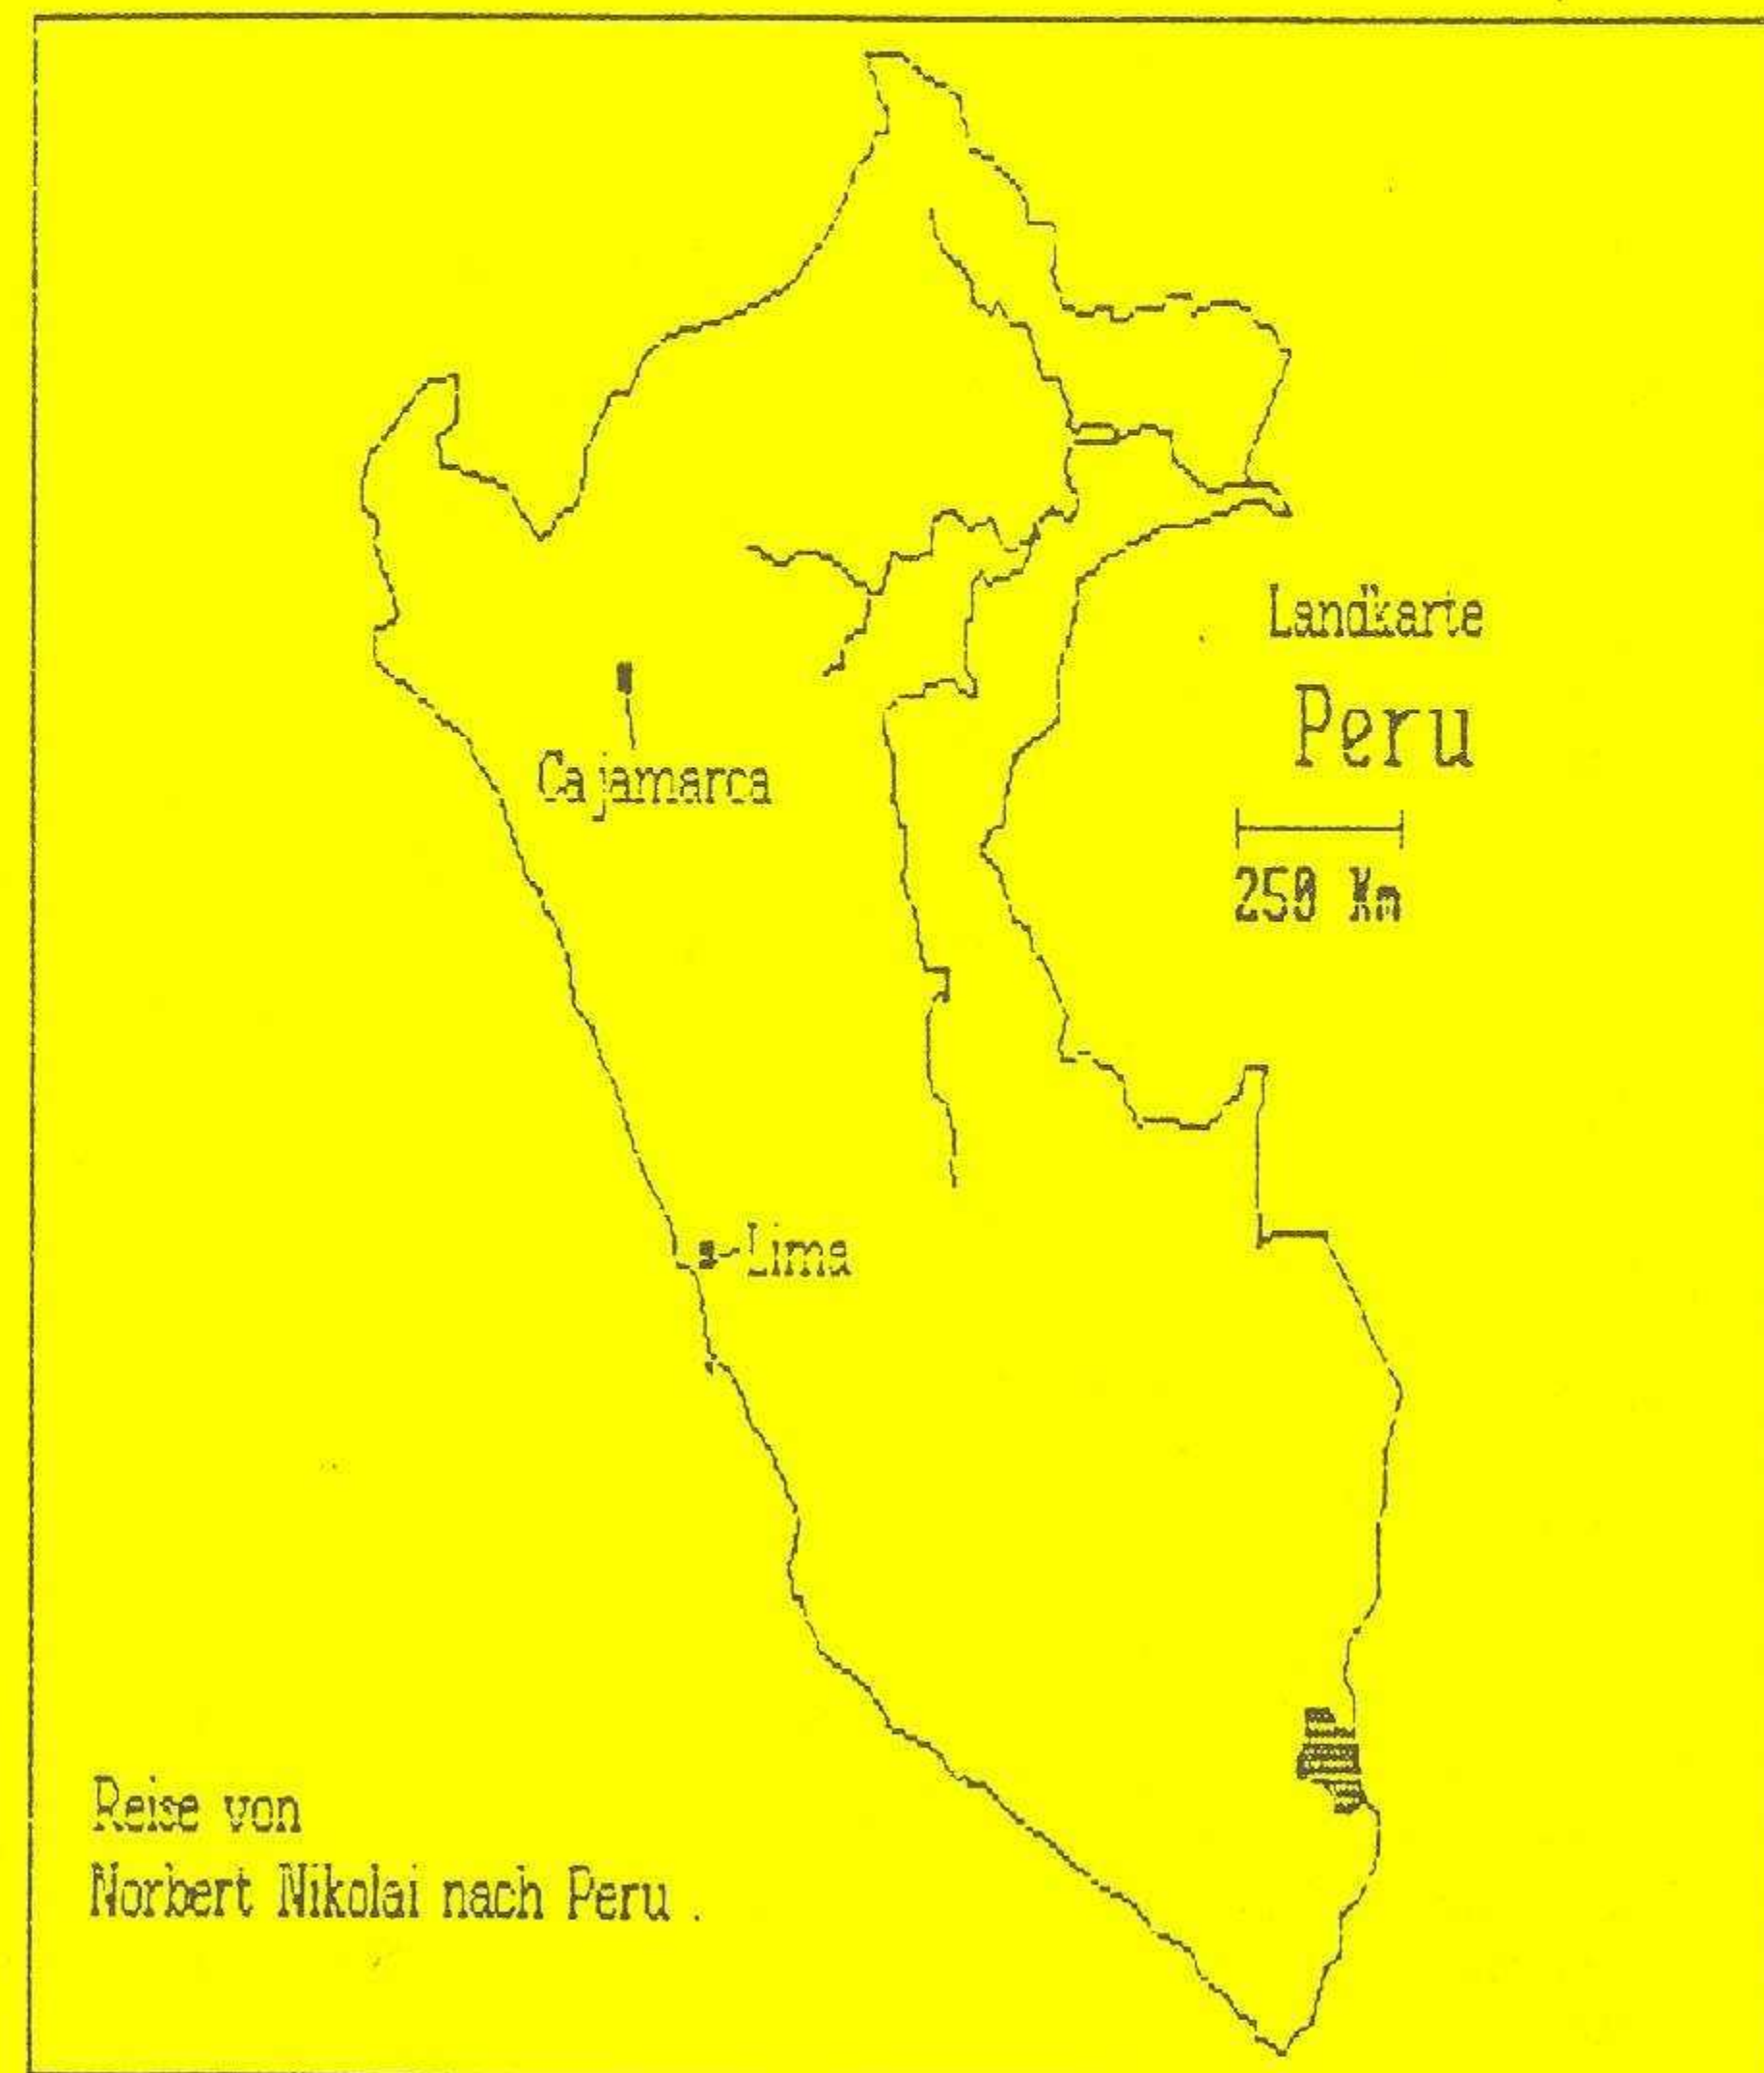 Landkarte
Peru
250 Km
Cajamarca
Lima
Reise von
Norbert Nikolai nach Peru .